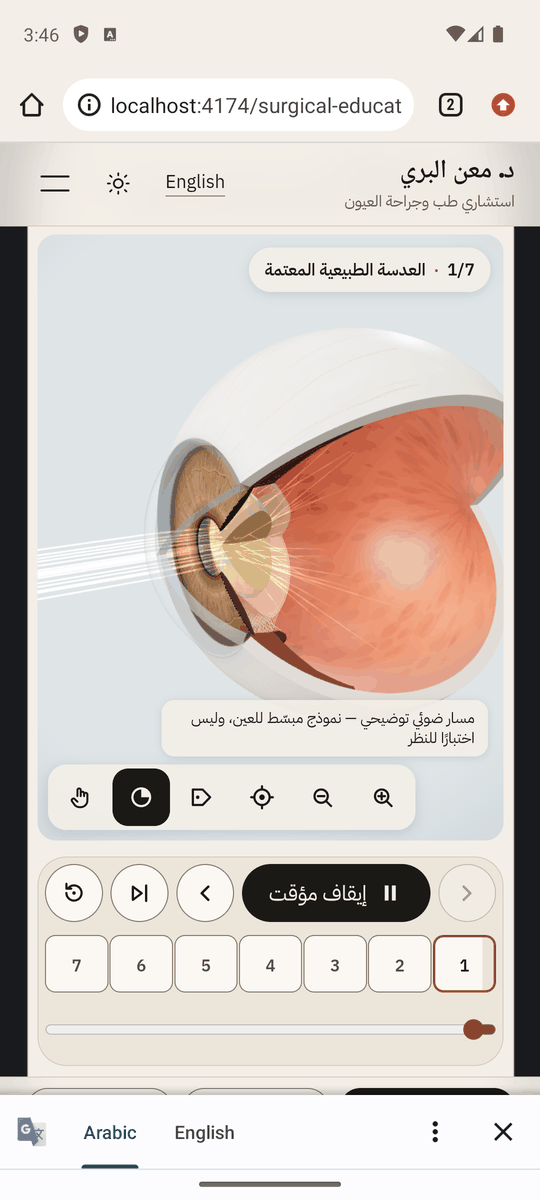 3:46
localhost:4174/surgical-educat
2
د. معن البري
استشاري طب وجراحة العيون
English
1/7 · العدسة الطبيعية المعتمة
مسار ضوئي توضيحي — نموذج مبسّط للعين، وليس
اختبارًا للنظر
إيقاف مؤقت
1
2
3
4
5
6
7
Arabic
English